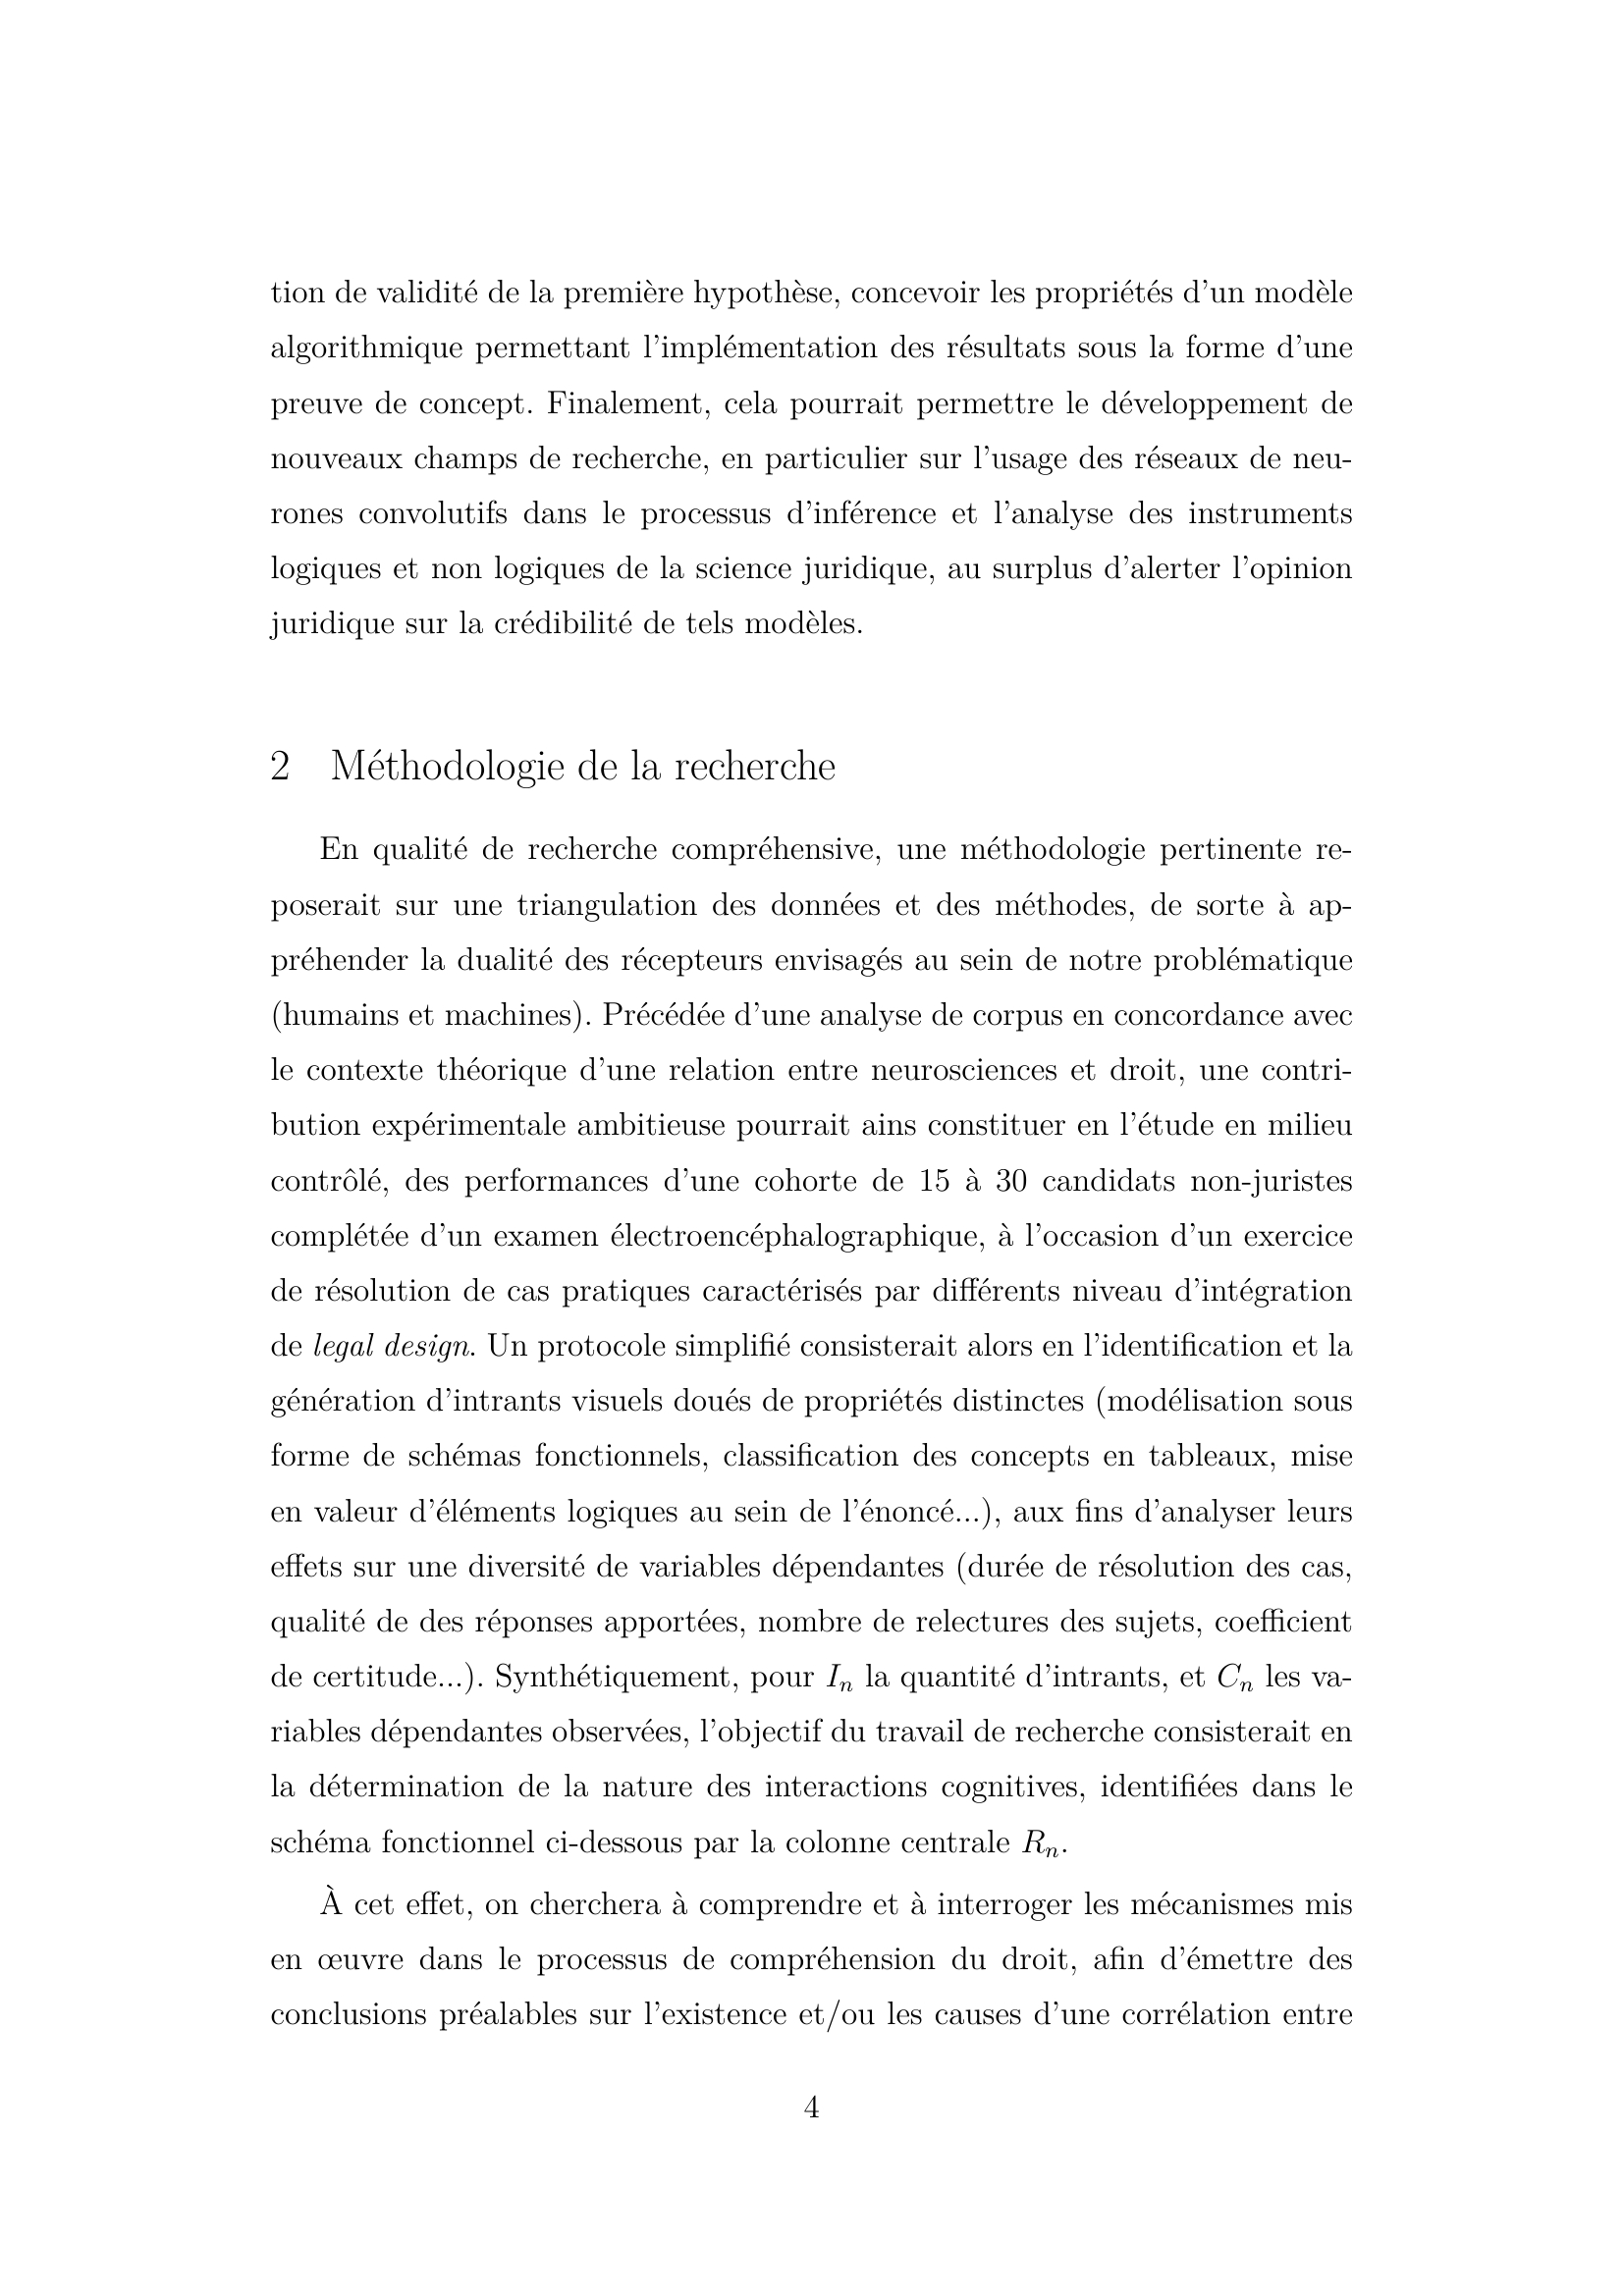 tion de validité de la première hypothèse, concevoir les propriétés d'un modèle
algorithmique permettant l'implémentation des résultats sous la forme d'une
preuve de concept. Finalement, cela pourrait permettre le développement de
nouveaux champs de recherche, en particulier sur l'usage des réseaux de neu-
rones convolutifs dans le processus d'inférence et l'analyse des instruments
logiques et non logiques de la science juridique, au surplus d'alerter l'opinion
juridique sur la crédibilité de tels modèles.
2 Méthodologie de la recherche
En qualité de recherche compréhensive, une méthodologie pertinente re-
poserait sur une triangulation des données et des méthodes, de sorte à ap-
préhender la dualité des récepteurs envisagés au sein de notre problématique
(humains et machines). Précédée d'une analyse de corpus en concordance avec
le contexte théorique d'une relation entre neurosciences et droit, une contri-
bution expérimentale ambitieuse pourrait ains constituer en l'étude en milieu
contrôlé, des performances d'une cohorte de 15 à 30 candidats non-juristes
complétée d'un examen électroencéphalographique, à l'occasion d'un exercice
de résolution de cas pratiques caractérisés par différents niveau d'intégration
de legal design. Un protocole simplifié consisterait alors en l'identification et la
génération d'intrants visuels doués de propriétés distinctes (modélisation sous
forme de schémas fonctionnels, classification des concepts en tableaux, mise
en valeur d'éléments logiques au sein de l'énoncé...), aux fins d'analyser leurs
effets sur une diversité de variables dépendantes (durée de résolution des cas,
qualité de des réponses apportées, nombre de relectures des sujets, coefficient
de certitude...). Synthétiquement, pour Iₙ la quantité d'intrants, et Cₙ les va-
riables dépendantes observées, l'objectif du travail de recherche consisterait en
la détermination de la nature des interactions cognitives, identifiées dans le
schéma fonctionnel ci-dessous par la colonne centrale Rₙ.
À cet effet, on cherchera à comprendre et à interroger les mécanismes mis
en œuvre dans le processus de compréhension du droit, afin d'émettre des
conclusions préalables sur l'existence et/ou les causes d'une corrélation entre
4